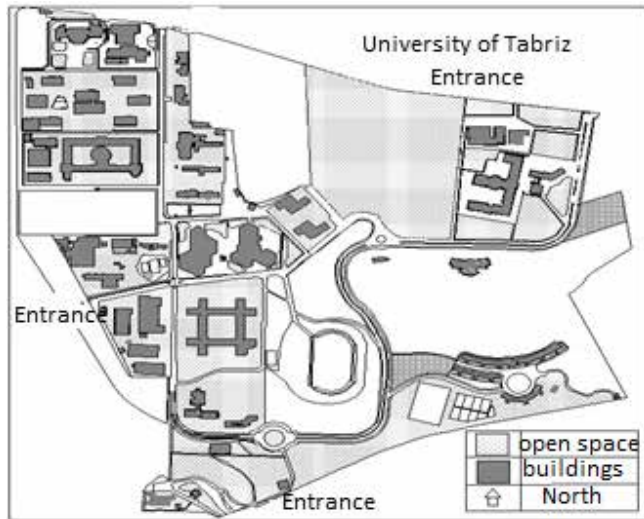 University of Tabriz
Entrance
Entrance
Entrance
open space
buildings
North